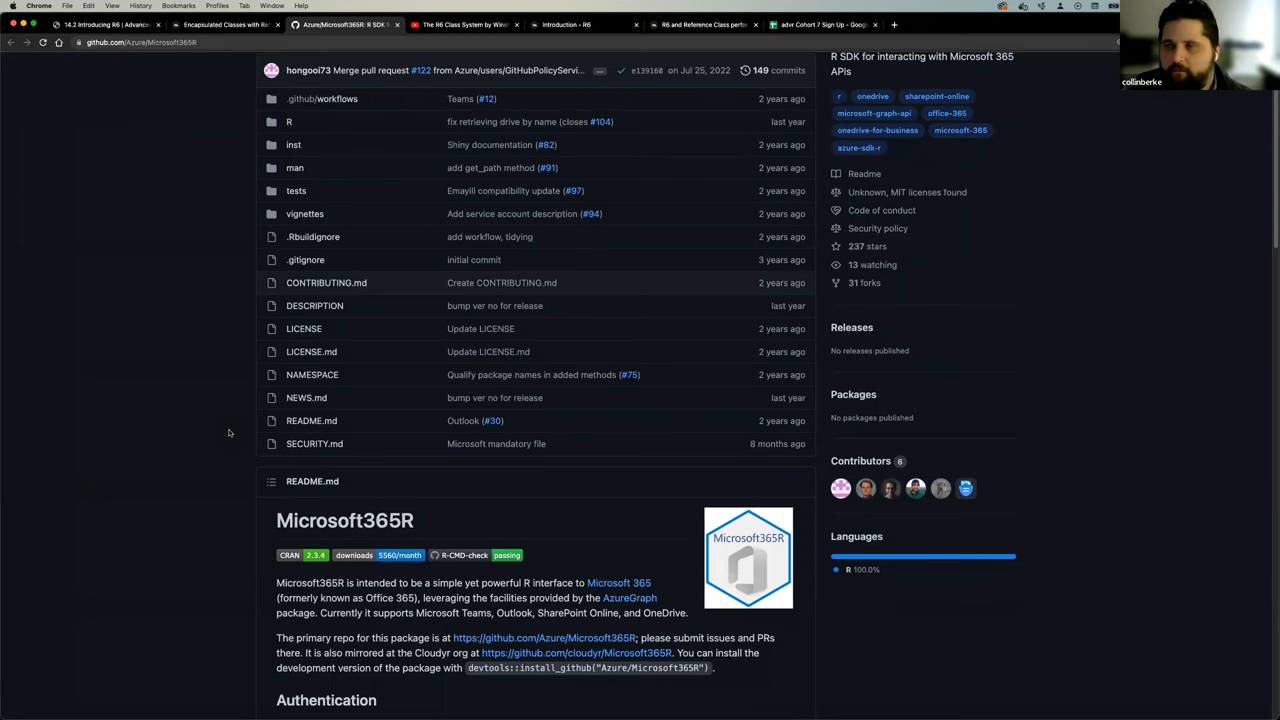 Chrome File Edit View History Bookmarks Profiles Tab Window Help
14.2 Introducing R6 | Advanced Encapsulated Classes with Re Azure/Microsoft365R: R SDK f The R6 Class System by Winst Introduction • R6 R6 and Reference Class perfo advr Cohort 7 Sign Up - Goog
github.com/Azure/Microsoft365R
collinberke
hongooi73 Merge pull request #122 from Azure/users/GitHubPolicyServi... e139160 on Jul 25, 2022 149 commits
.github/workflows Teams (#12) 2 years ago
R fix retrieving drive by name (closes #104) last year
inst Shiny documentation (#82) 2 years ago
man add get_path method (#91) 2 years ago
tests Emayili compatibility update (#97) 2 years ago
vignettes Add service account description (#94) 2 years ago
.Rbuildignore add workflow, tidying 2 years ago
.gitignore initial commit 3 years ago
CONTRIBUTING.md Create CONTRIBUTING.md 2 years ago
DESCRIPTION bump ver no for release last year
LICENSE Update LICENSE 2 years ago
LICENSE.md Update LICENSE.md 2 years ago
NAMESPACE Qualify package names in added methods (#75) 2 years ago
NEWS.md bump ver no for release last year
README.md Outlook (#30) 2 years ago
SECURITY.md Microsoft mandatory file 8 months ago
README.md
Microsoft365R
Microsoft365R
CRAN 2.3.4 downloads 5560/month R-CMD-check passing
Microsoft365R is intended to be a simple yet powerful R interface to Microsoft 365
(formerly known as Office 365), leveraging the facilities provided by the AzureGraph
package. Currently it supports Microsoft Teams, Outlook, SharePoint Online, and OneDrive.
The primary repo for this package is at https://github.com/Azure/Microsoft365R; please submit issues and PRs
there. It is also mirrored at the Cloudyr org at https://github.com/cloudyr/Microsoft365R. You can install the
development version of the package with devtools::install_github("Azure/Microsoft365R").
Authentication
R SDK for interacting with Microsoft 365
APIs
r onedrive sharepoint-online
microsoft-graph-api office-365
onedrive-for-business microsoft-365
azure-sdk-r
Readme
Unknown, MIT licenses found
Code of conduct
Security policy
237 stars
13 watching
31 forks
Releases
No releases published
Packages
No packages published
Contributors 6
Languages
R 100.0%